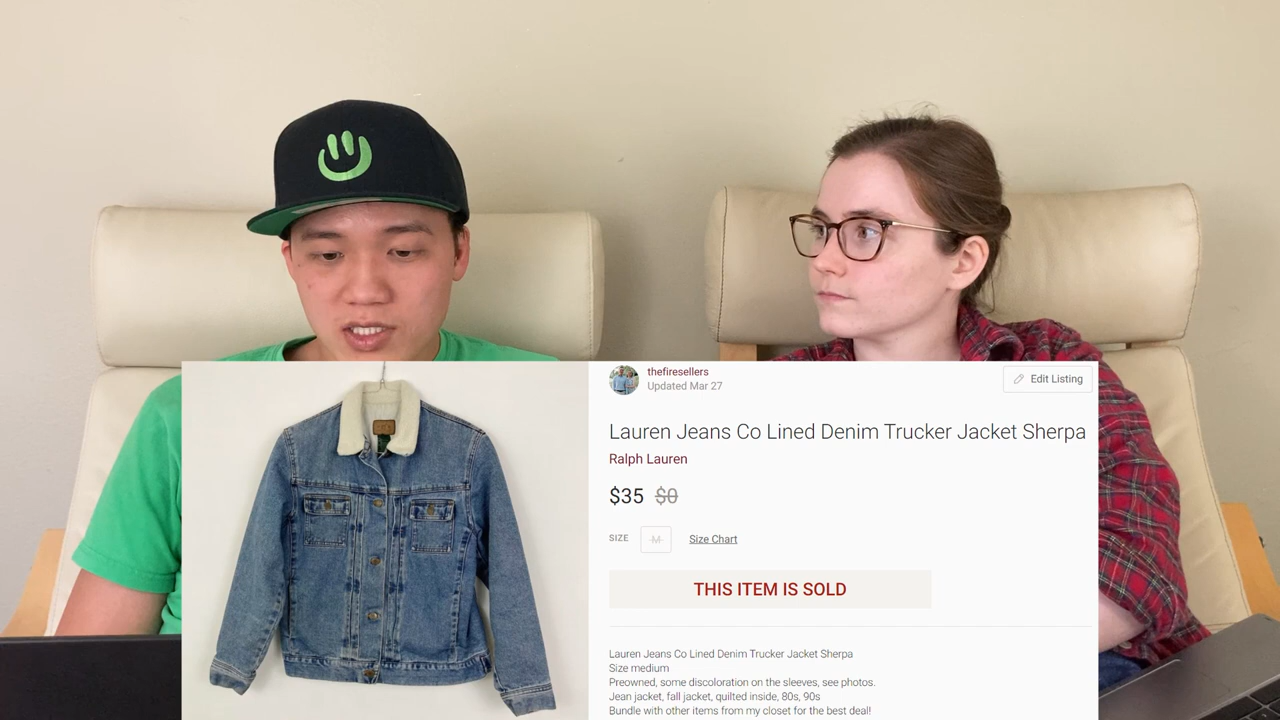 thefiresellers
Updated Mar 27
Edit Listing
Lauren Jeans Co Lined Denim Trucker Jacket Sherpa
Ralph Lauren
$35 $0
SIZE M Size Chart
THIS ITEM IS SOLD
Lauren Jeans Co Lined Denim Trucker Jacket Sherpa
Size medium
Preowned, some discoloration on the sleeves, see photos.
Jean jacket, fall jacket, quilted inside, 80s, 90s
Bundle with other items from my closet for the best deal!